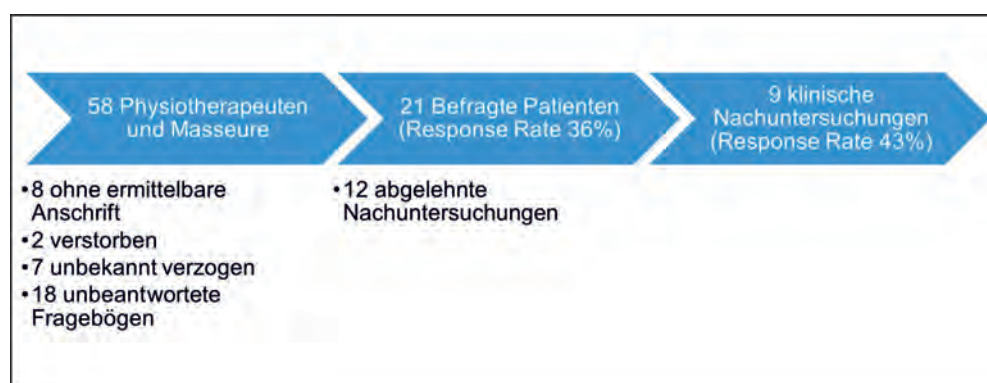 58 Physiotherapeuten
und Masseure
21 Befragte Patienten
(Response Rate 36%)
9 klinische
Nachuntersuchungen
(Response Rate 43%)
•8 ohne ermittelbare
Anschrift
•2 verstorben
•7 unbekannt verzogen
•18 unbeantwortete
Fragebögen
•12 abgelehnte
Nachuntersuchungen